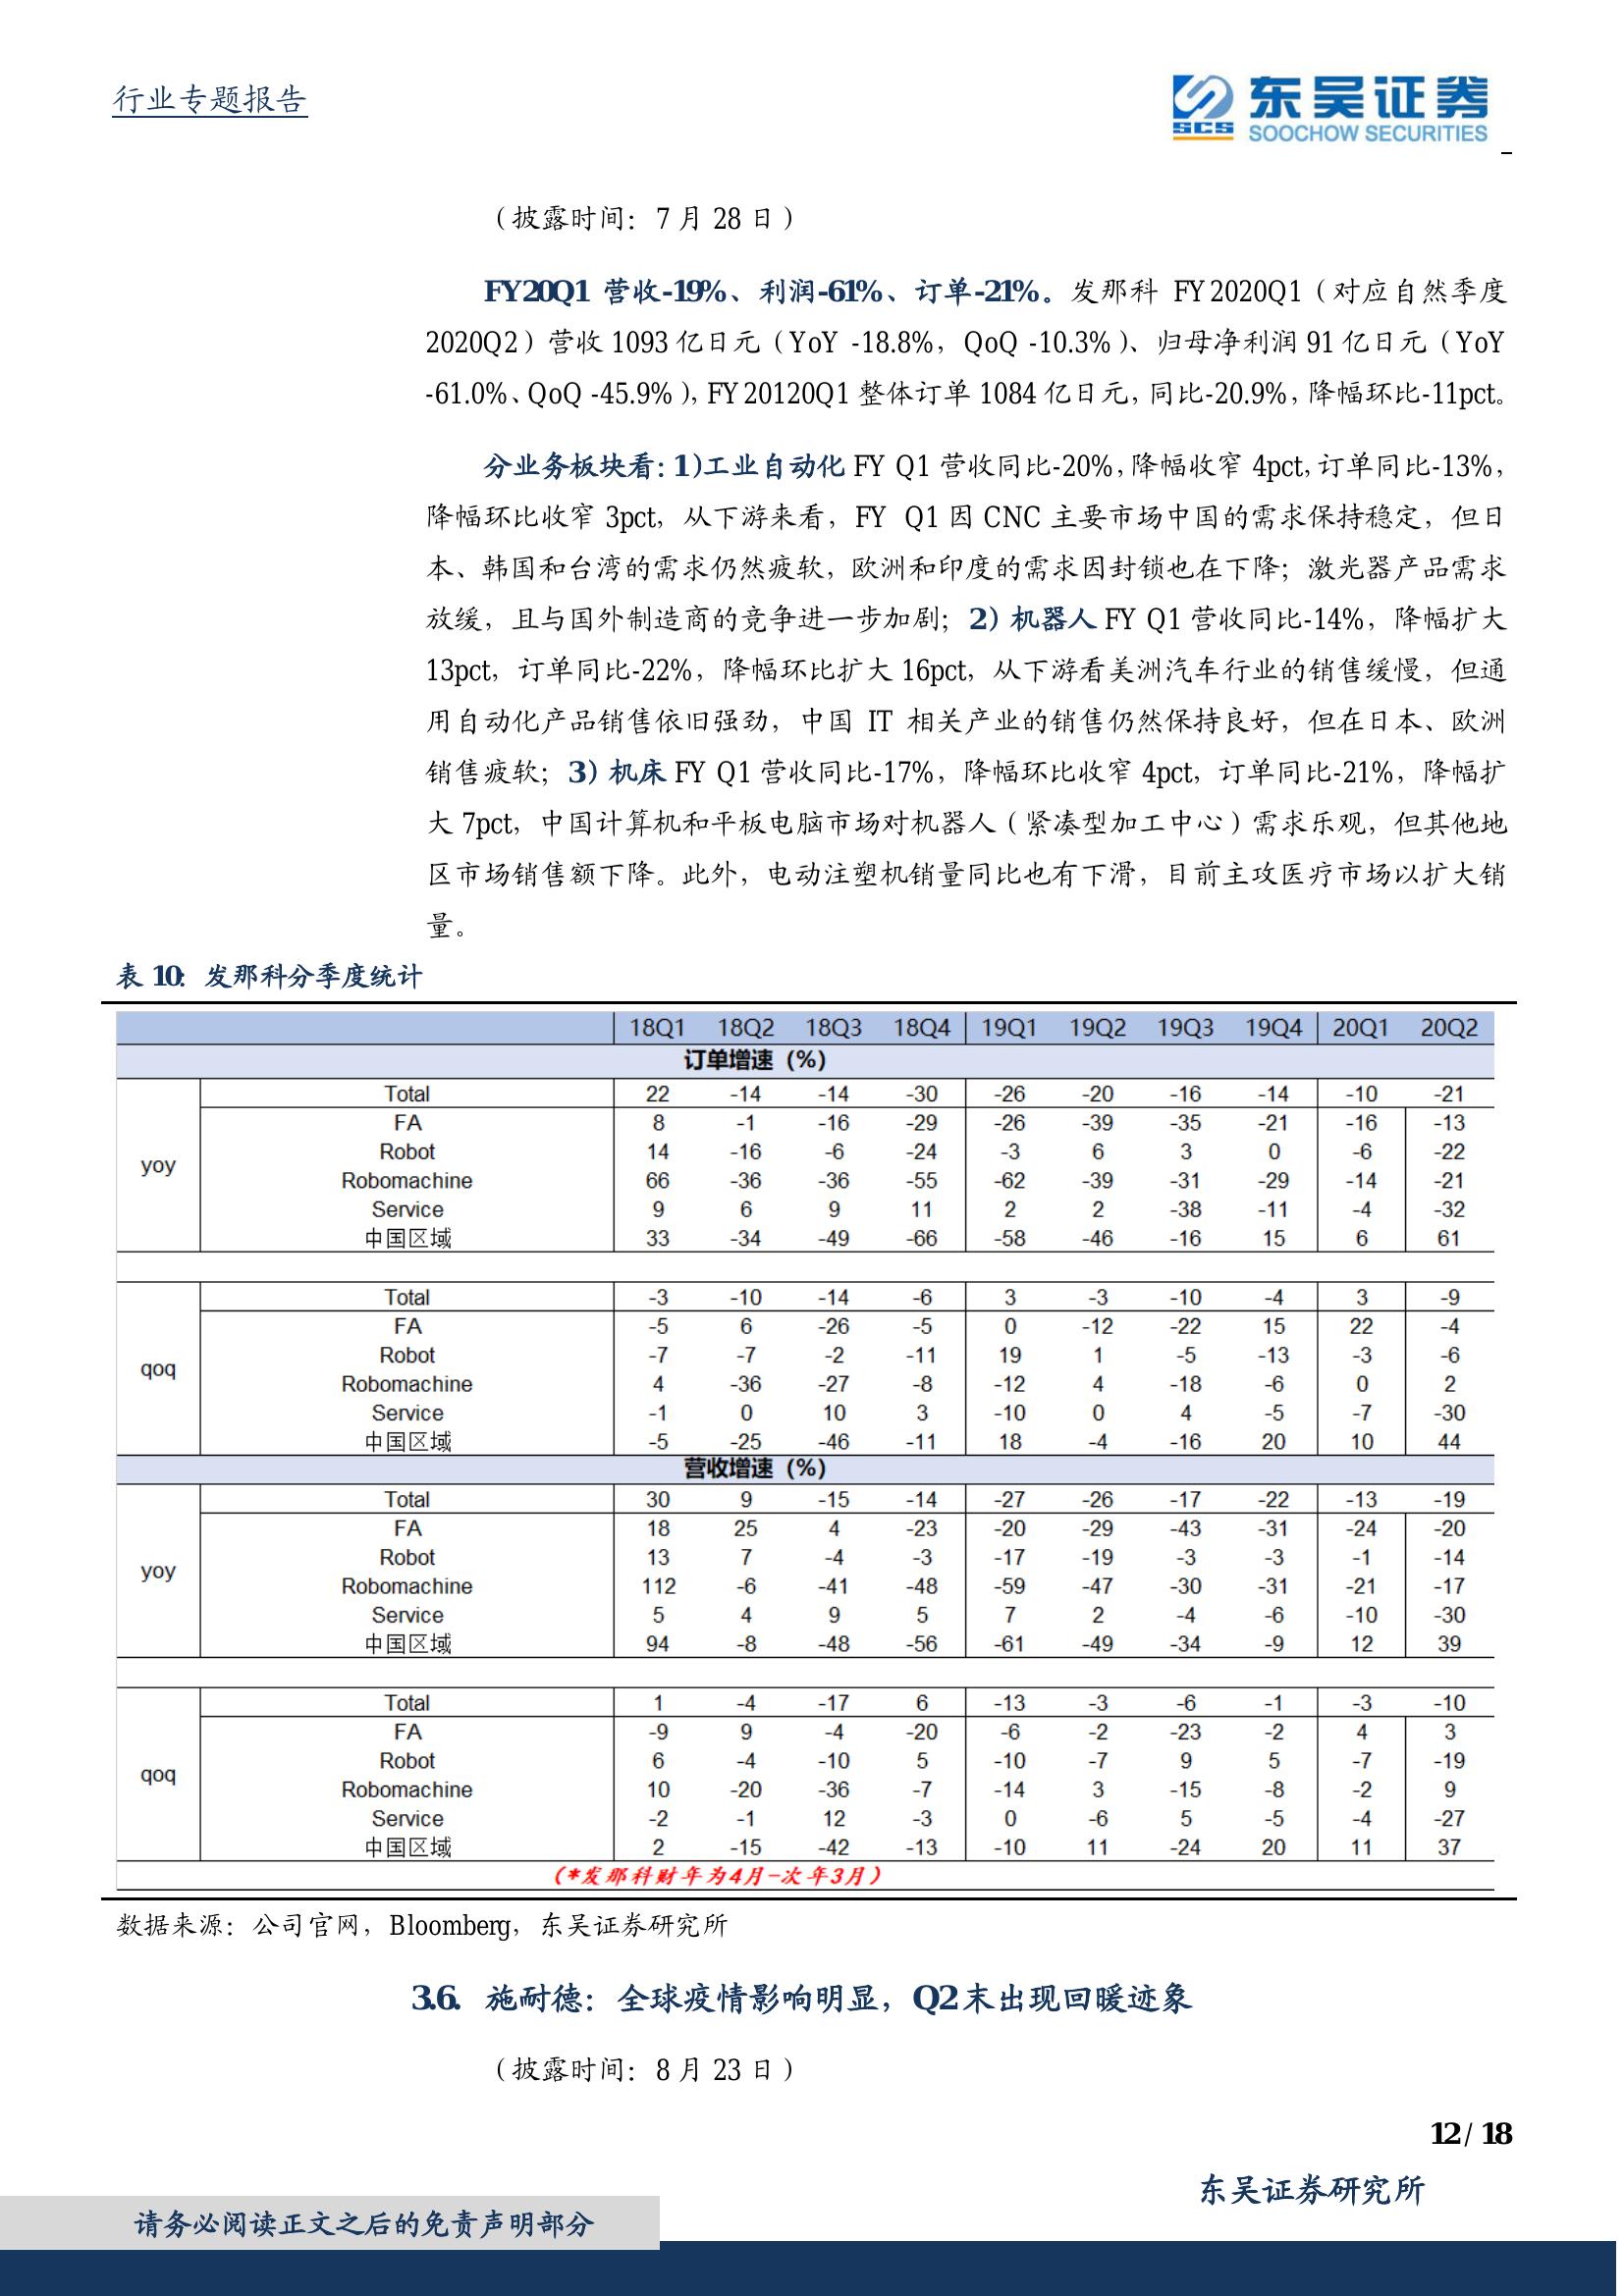 行业专题报告
SCS 东吴证券
SOOCHOW SECURITIES
（披露时间：7 月 28 日）
FY20Q1 营收-19%、利润-61%、订单-21%。发那科 FY2020Q1（对应自然季度
2020Q2）营收 1093 亿日元（YoY -18.8%，QoQ -10.3%）、归母净利润 91 亿日元（YoY
-61.0%、QoQ -45.9%），FY20120Q1 整体订单 1084 亿日元，同比-20.9%，降幅环比-11pct。
分业务板块看：1）工业自动化 FY Q1 营收同比-20%，降幅收窄 4pct，订单同比-13%，
降幅环比收窄 3pct，从下游来看，FY Q1 因 CNC 主要市场中国的需求保持稳定，但日
本、韩国和台湾的需求仍然疲软，欧洲和印度的需求因封锁也在下降；激光器产品需求
放缓，且与国外制造商的竞争进一步加剧；2）机器人 FY Q1 营收同比-14%，降幅扩大
13pct，订单同比-22%，降幅环比扩大 16pct，从下游看美洲汽车行业的销售缓慢，但通
用自动化产品销售依旧强劲，中国 IT 相关产业的销售仍然保持良好，但在日本、欧洲
销售疲软；3）机床 FY Q1 营收同比-17%，降幅环比收窄 4pct，订单同比-21%，降幅扩
大 7pct，中国计算机和平板电脑市场对机器人（紧凑型加工中心）需求乐观，但其他地
区市场销售额下降。此外，电动注塑机销量同比也有下滑，目前主攻医疗市场以扩大销
量。
表 10：发那科分季度统计
18Q1 18Q2 18Q3 18Q4 19Q1 19Q2 19Q3 19Q4 20Q1 20Q2
订单增速（%）
yoy
Total 22 -14 -14 -30 -26 -20 -16 -14 -10 -21
FA 8 -1 -16 -29 -26 -39 -35 -21 -16 -13
Robot 14 -16 -6 -24 -3 6 3 0 -6 -22
Robomachine 66 -36 -36 -55 -62 -39 -31 -29 -14 -21
Service 9 6 9 11 2 2 -38 -11 -4 -32
中国区域 33 -34 -49 -66 -58 -46 -16 15 6 61
qoq
Total -3 -10 -14 -6 3 -3 -10 -4 3 -9
FA -5 6 -26 -5 0 -12 -22 15 22 -4
Robot -7 -7 -2 -11 19 1 -5 -13 -3 -6
Robomachine 4 -36 -27 -8 -12 4 -18 -6 0 2
Service -1 0 10 3 -10 0 4 -5 -7 -30
中国区域 -5 -25 -46 -11 18 -4 -16 20 10 44
营收增速（%）
yoy
Total 30 9 -15 -14 -27 -26 -17 -22 -13 -19
FA 18 25 4 -23 -20 -29 -43 -31 -24 -20
Robot 13 7 -4 -3 -17 -19 -3 -3 -1 -14
Robomachine 112 -6 -41 -48 -59 -47 -30 -31 -21 -17
Service 5 4 9 5 7 2 -4 -6 -10 -30
中国区域 94 -8 -48 -56 -61 -49 -34 -9 12 39
qoq
Total 1 -4 -17 6 -13 -3 -6 -1 -3 -10
FA -9 9 -4 -20 -6 -2 -23 -2 4 3
Robot 6 -4 -10 5 -10 -7 9 5 -7 -19
Robomachine 10 -20 -36 -7 -14 3 -15 -8 -2 9
Service -2 -1 12 -3 0 -6 5 -5 -4 -27
中国区域 2 -15 -42 -13 -10 11 -24 20 11 37
（*发那科财年为4月-次年3月）
数据来源：公司官网，Bloomberg，东吴证券研究所
3.6. 施耐德：全球疫情影响明显，Q2末出现回暖迹象
（披露时间：8 月 23 日）
12 / 18
东吴证券研究所
请务必阅读正文之后的免责声明部分